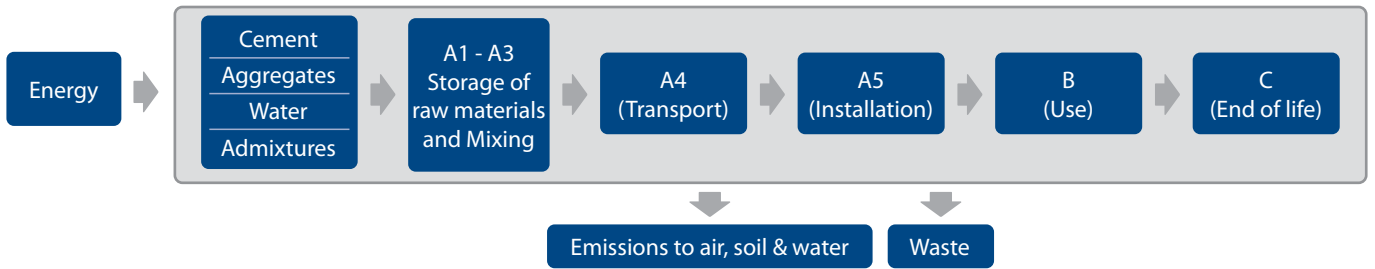 Energy
Cement
Aggregates
Water
Admixtures
A1 - A3
Storage of
raw materials
and Mixing
A4
(Transport)
A5
(Installation)
B
(Use)
C
(End of life)
Emissions to air, soil & water
Waste